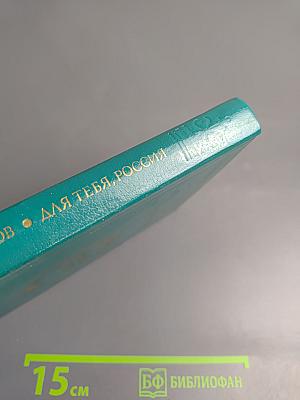 ОВ • ДЛЯ ТЕБЯ, РОССИЯ
15 см
БФ БИБЛИОФАН